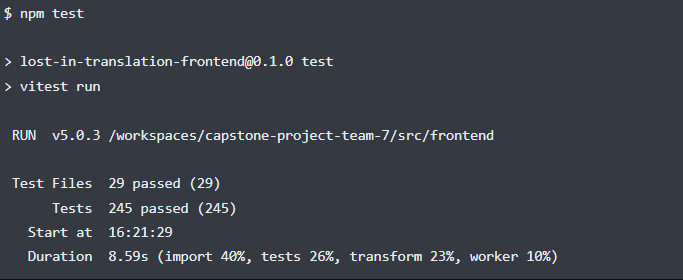 $ npm test
> lost-in-translation-frontend@0.1.0 test
> vitest run
RUN v5.0.3 /workspaces/capstone-project-team-7/src/frontend
Test Files 29 passed (29)
Tests 245 passed (245)
Start at 16:21:29
Duration 8.59s (import 40%, tests 26%, transform 23%, worker 10%)